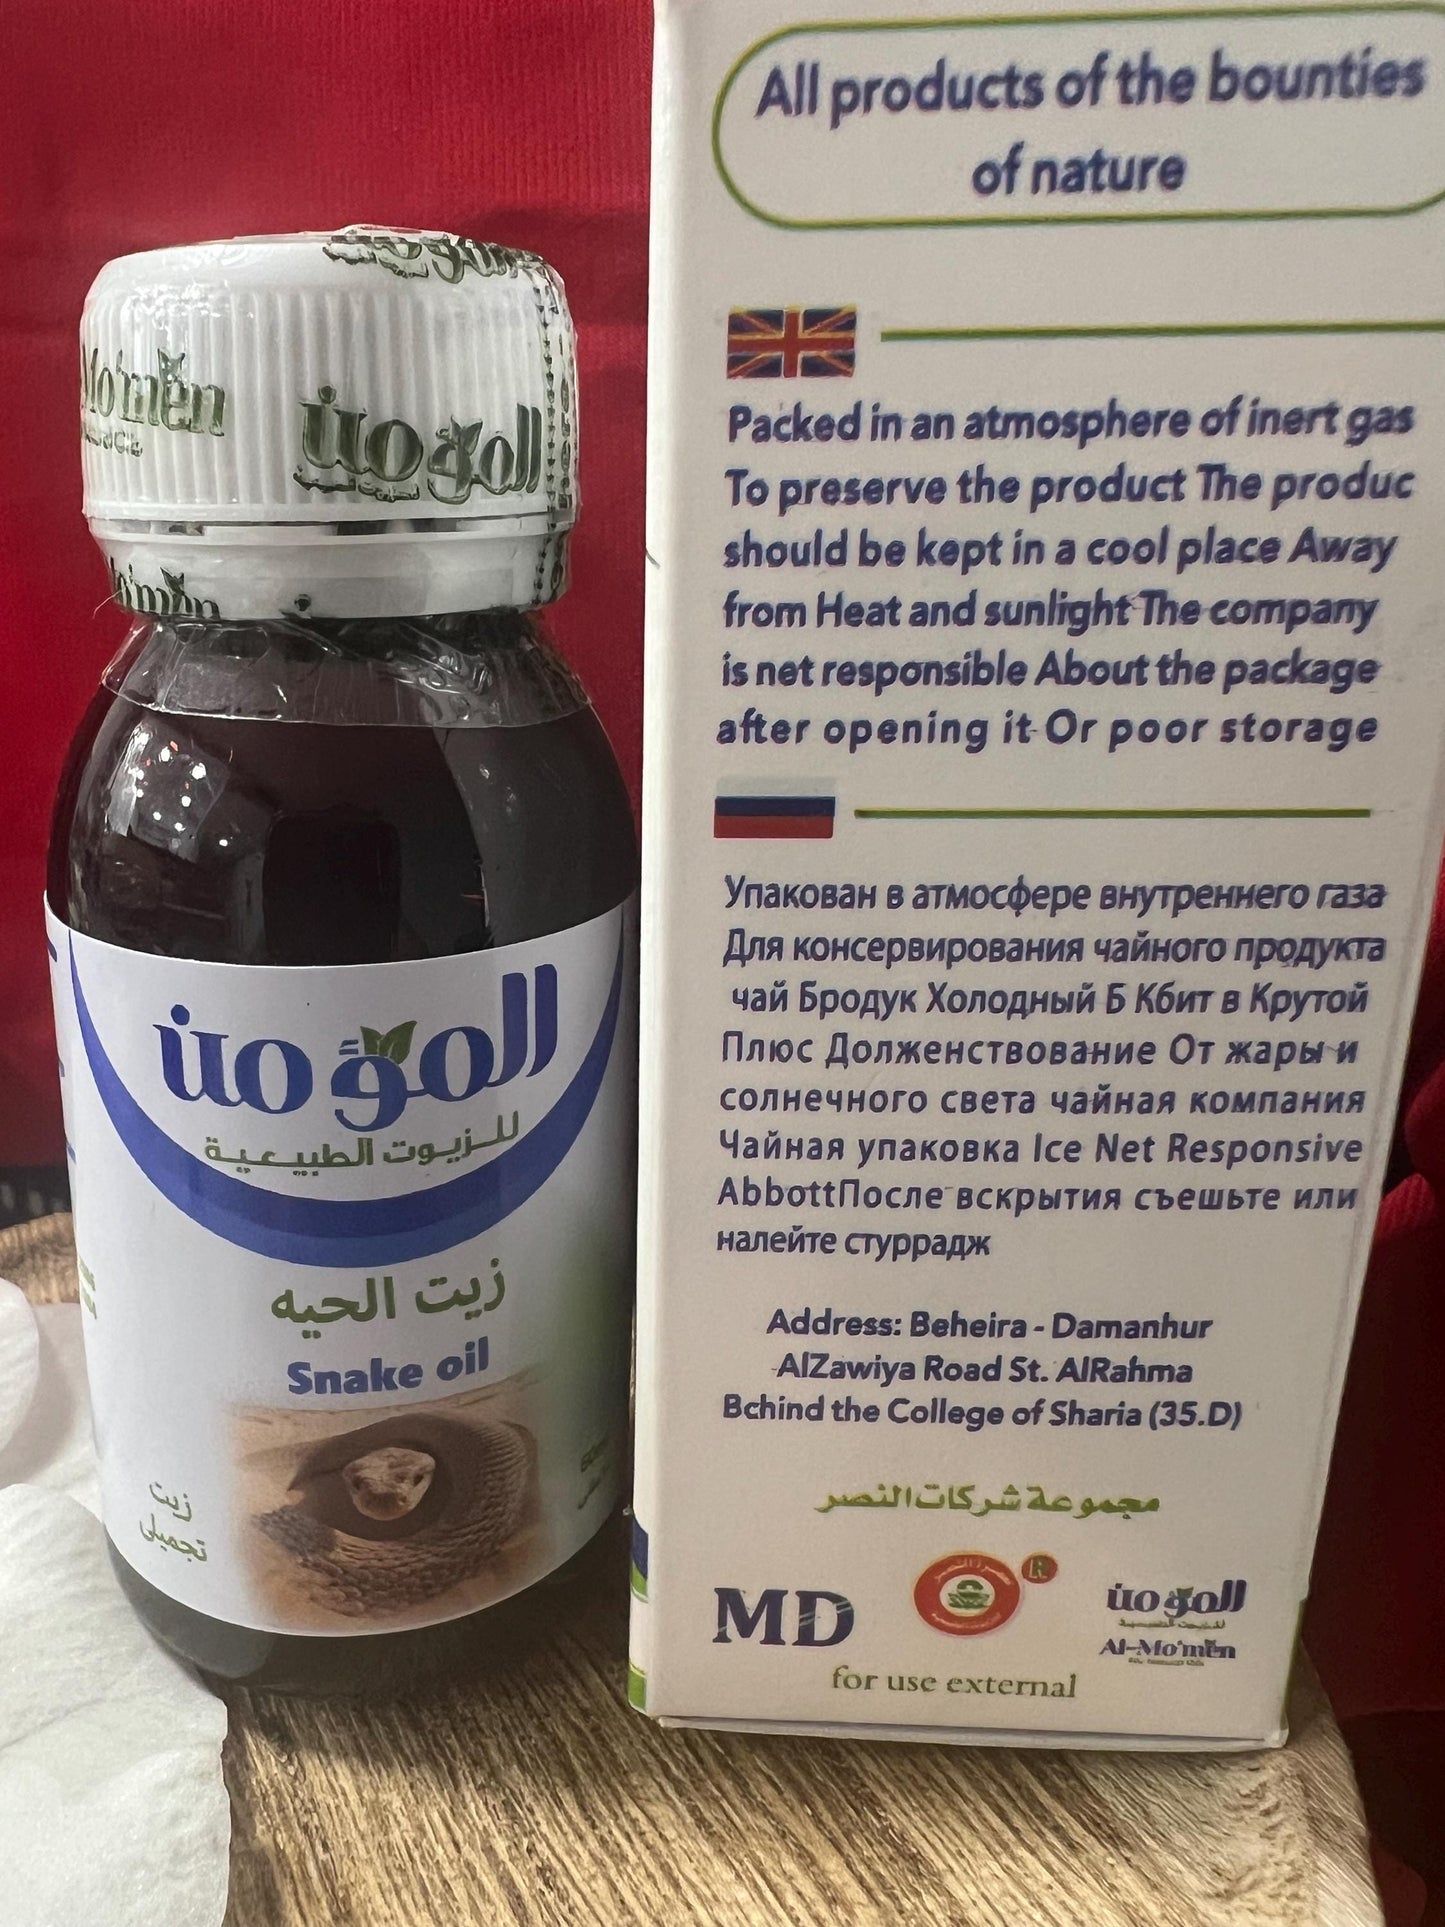 Mo'men
المؤمن
المؤمن
للزيوت الطبيعية
زيت الحيه
Snake oil
زيت
تجميلى
All products of the bounties
of nature
Packed in an atmosphere of inert gas
To preserve the product The produc
should be kept in a cool place Away
from Heat and sunlight The company
is net responsible About the package
after opening it Or poor storage
Упакован в атмосфере внутреннего газа
Для консервирования чайного продукта
чай Бродук Холодный Б Кбит в Крутой
Плюс Долженствование От жары и
солнечного света чайная компания
Чайная упаковка Ice Net Responsive
AbbottПосле вскрытия съешьте или
налейте стуррадж
Address: Beheira - Damanhur
AlZawiya Road St. AlRahma
Bchind the College of Sharia (35.D)
مجموعة شركات النصر
MD
R
المؤمن
للزيوت الطبيعية
Al-Mo'men
for use external